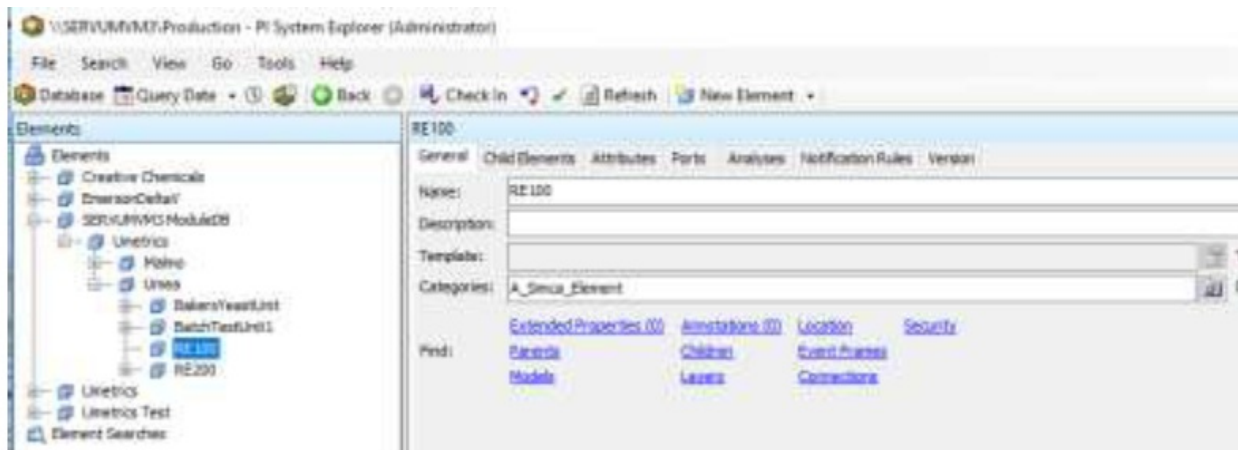 \\SERVUMVM3\Production - PI System Explorer (Administrator)
File Search View Go Tools Help
Database Query Date Back Check In Refresh New Element
Elements
RE100
Elements
Creative Chemicals
EmersonDeltaV
SERVUMVM3 ModuleDB
Umetrics
Malmo
Umea
BakersYeastUnit
BatchTestUnit1
RE100
RE200
Umetrics
Umetrics Test
Element Searches
General Child Elements Attributes Ports Analyses Notification Rules Version
Name: RE100
Description:
Template:
Categories: A_Simca_Element
Extended Properties (0) Annotations (0) Location Security
Find: Parents Children Event Frames
Models Layers Connections